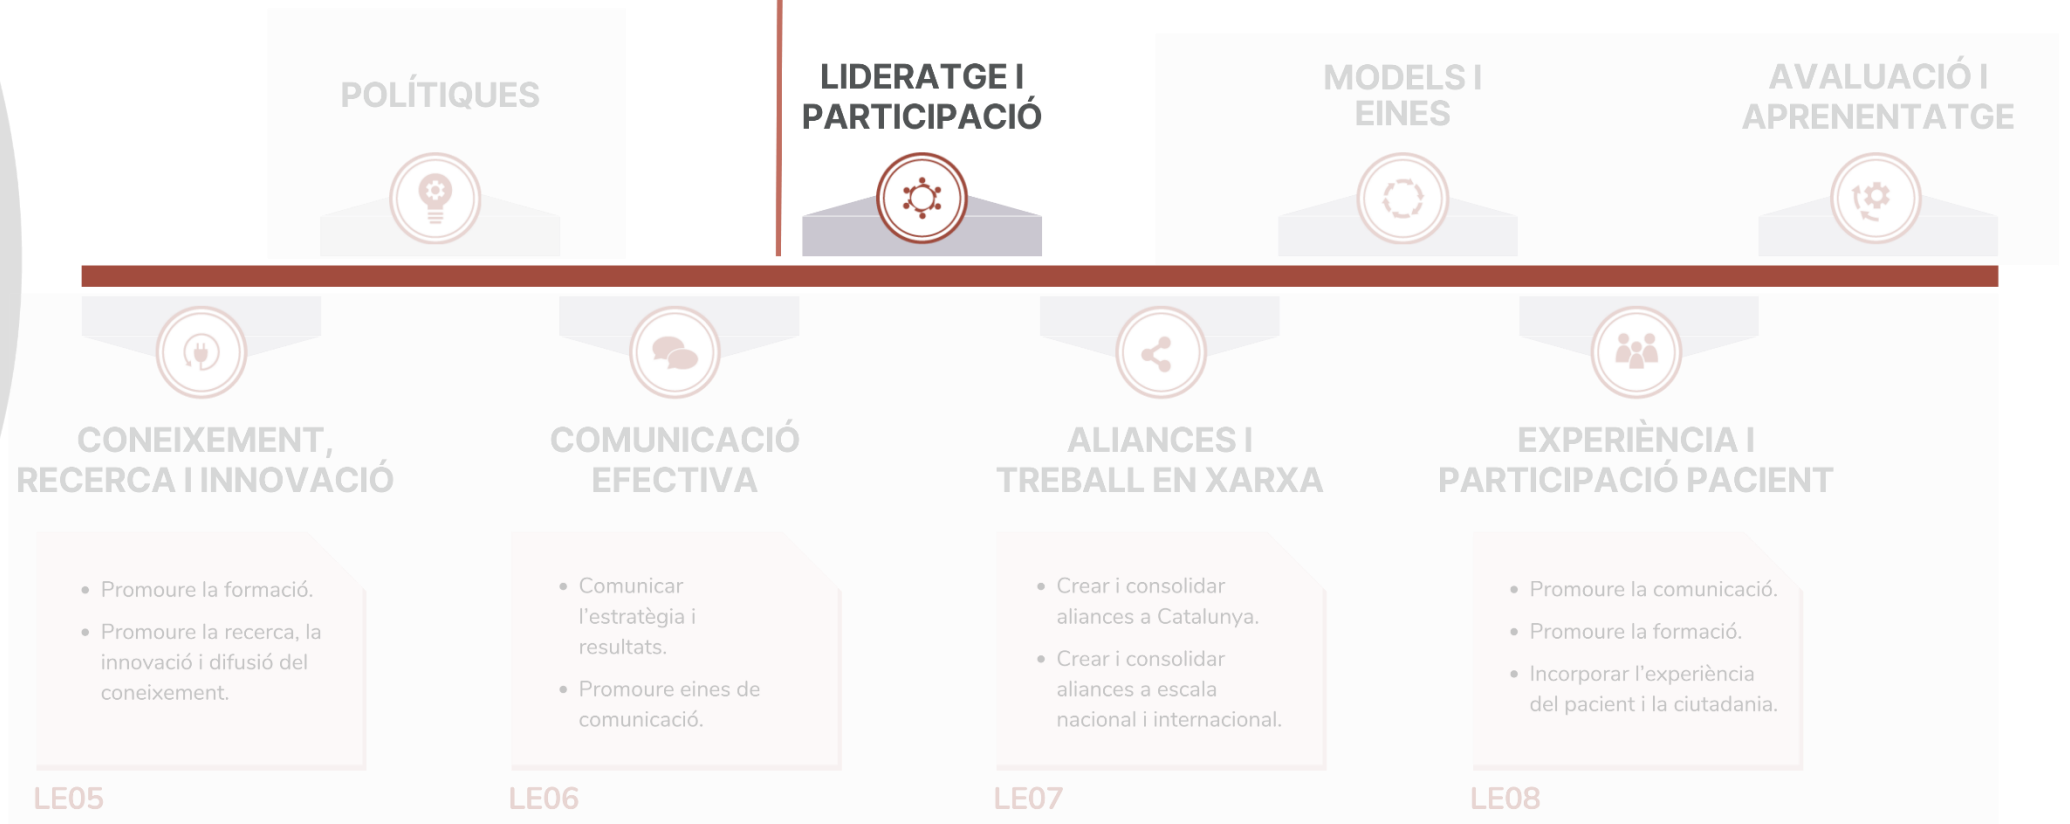 POLÍTIQUES
LIDERATGE I
PARTICIPACIÓ
MODELS I
EINES
AVALUACIÓ I
APRENENTATGE
CONEIXEMENT,
RECERCA I INNOVACIÓ
• Promoure la formació.
• Promoure la recerca, la
innovació i difusió del
coneixement.
LE05
COMUNICACIÓ
EFECTIVA
• Comunicar
l'estratègia i
resultats.
• Promoure eines de
comunicació.
LE06
ALIANCES I
TREBALL EN XARXA
• Crear i consolidar
aliances a Catalunya.
• Crear i consolidar
aliances a escala
nacional i internacional.
LE07
EXPERIÈNCIA I
PARTICIPACIÓ PACIENT
• Promoure la comunicació.
• Promoure la formació.
• Incorporar l'experiència
del pacient i la ciutadania.
LE08